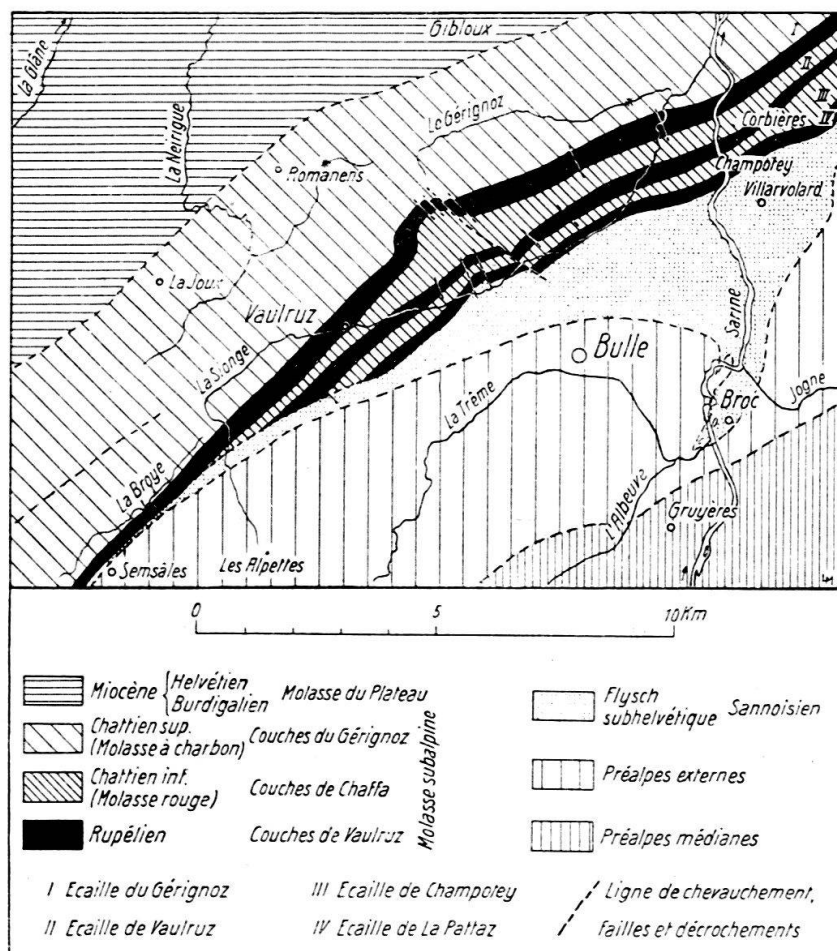 Gibloux
La Glâne
La Neirigue
Le Gérignoz
I
II
III
IV
Corbières
Champotey
Villarvolard
Romanens
La Joux
Vaulruz
La Sionge
Bulle
Sarine
La Trême
Broc
Jogne
La Broye
L'Albeuve
Gruyères
Semsâles
Les Alpettes
0 5 10 Km
Miocène { Helvétien
Burdigalien
Molasse du Plateau
Chattien sup.
(Molasse à charbon)
Couches du Gérignoz
Chattien inf.
(Molasse rouge)
Couches de Chaffa
Rupélien Couches de Vaulruz
Molasse subalpine
Flysch
subhelvétique Sannoisien
Préalpes externes
Préalpes médianes
I Ecaille du Gérignoz
II Ecaille de Vaulruz
III Ecaille de Champotey
IV Ecaille de La Pattaz
Ligne de chevauchement,
failles et décrochements